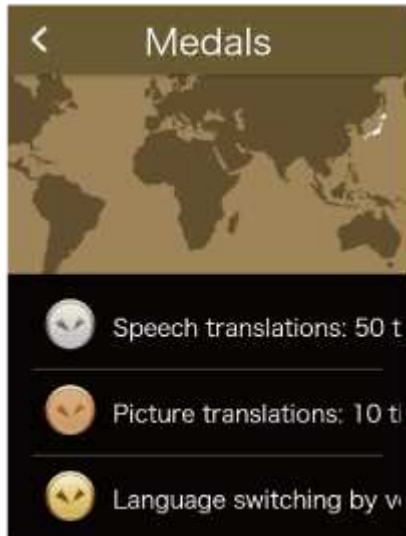 Medals
Speech translations: 50 t
Picture translations: 10 ti
Language switching by v